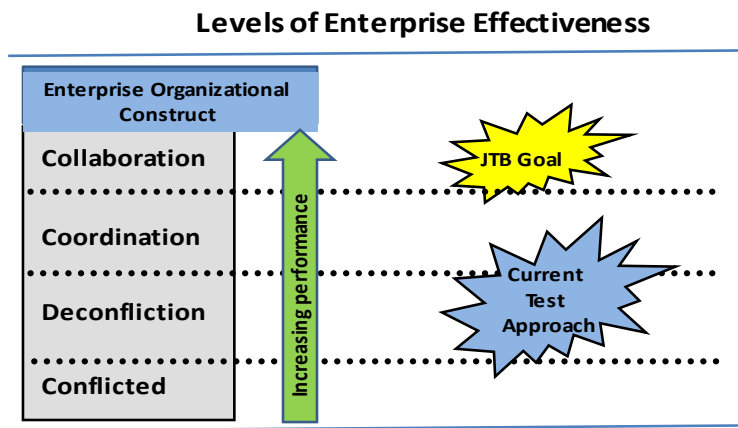 Levels of Enterprise Effectiveness
Enterprise Organizational
Construct
Collaboration
JTB Goal
Coordination
Deconfliction
Current
Test
Approach
Conflicted
Increasing performance